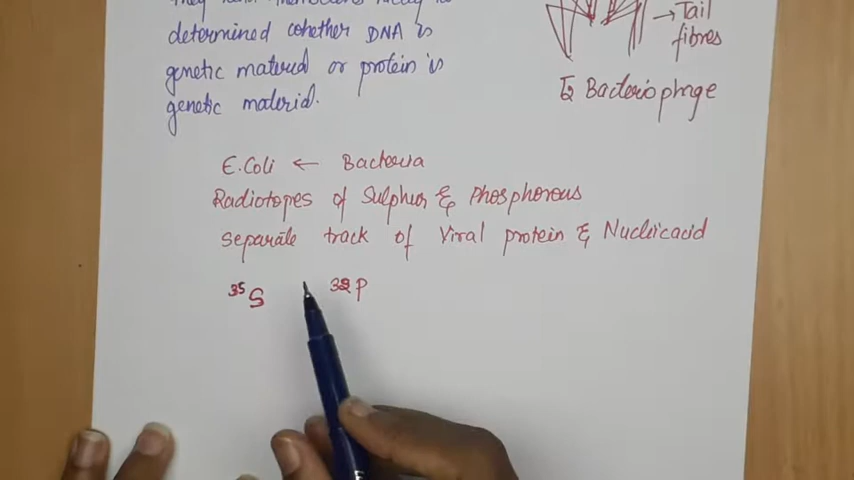 determined cohether DNA is
genetic material or protein is
genetic material.
Tail
fibres
T2 Bacteriophage
E.Coli ← Bacteria
Radiotopes of Sulphur & Phosphorous
separate track of Viral protein & Nucleicacid
35S 32P